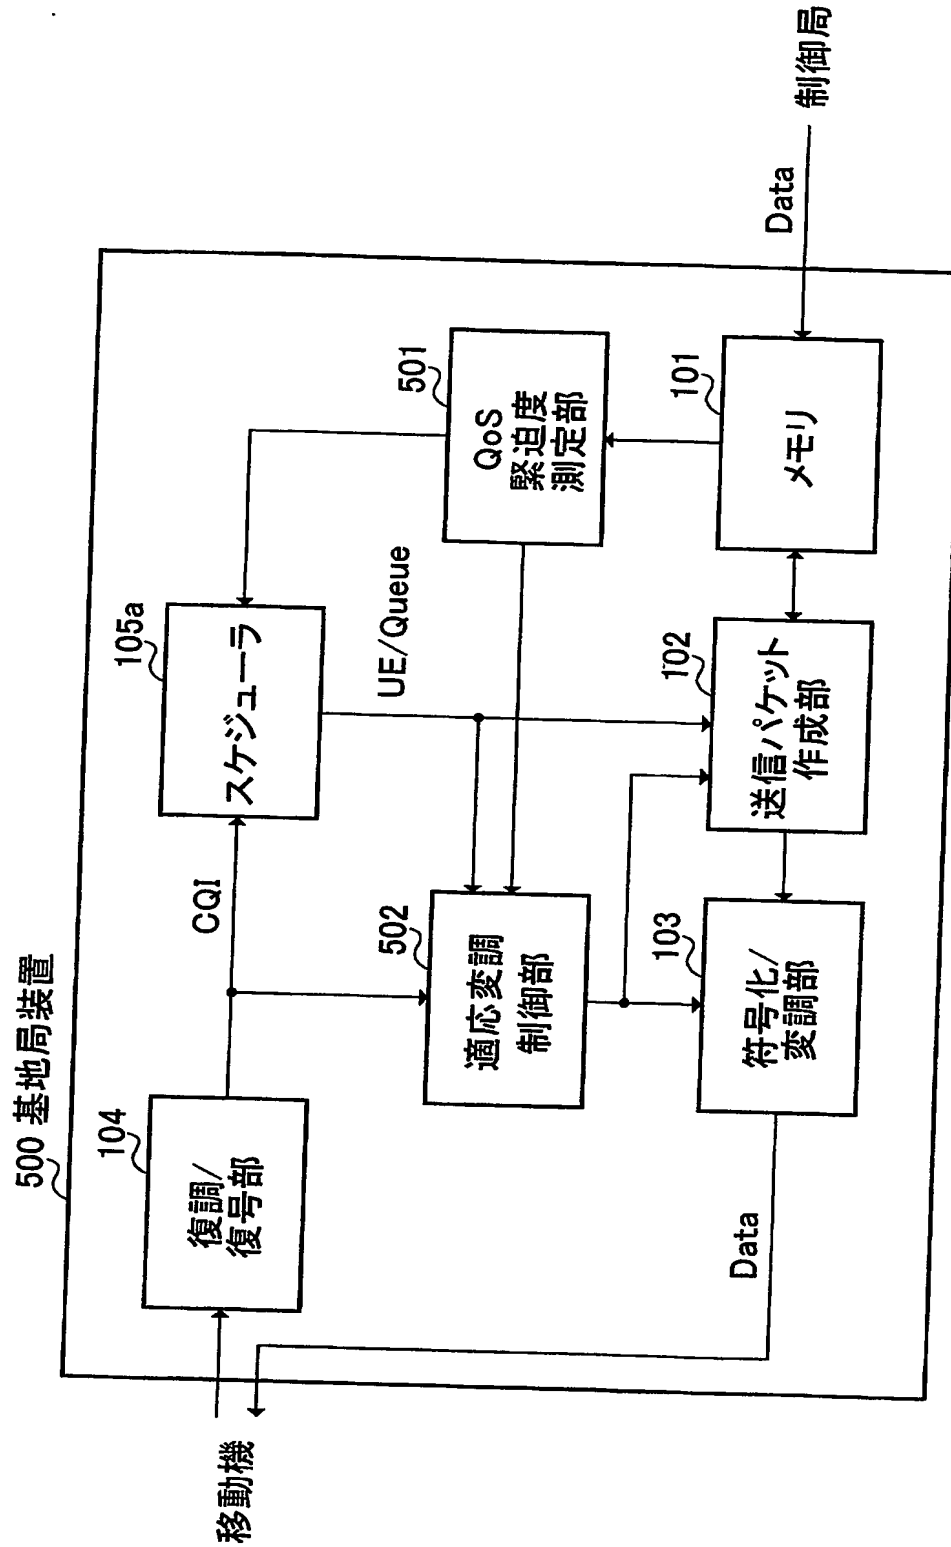 500 基地局装置
移動機
104
復調/
復号部
CQI
105a
スケジューラ
UE/Queue
501
QoS
緊迫度
測定部
502
適応変調
制御部
103
符号化/
変調部
102
送信パケット
作成部
101
メモリ
Data
Data
制御局